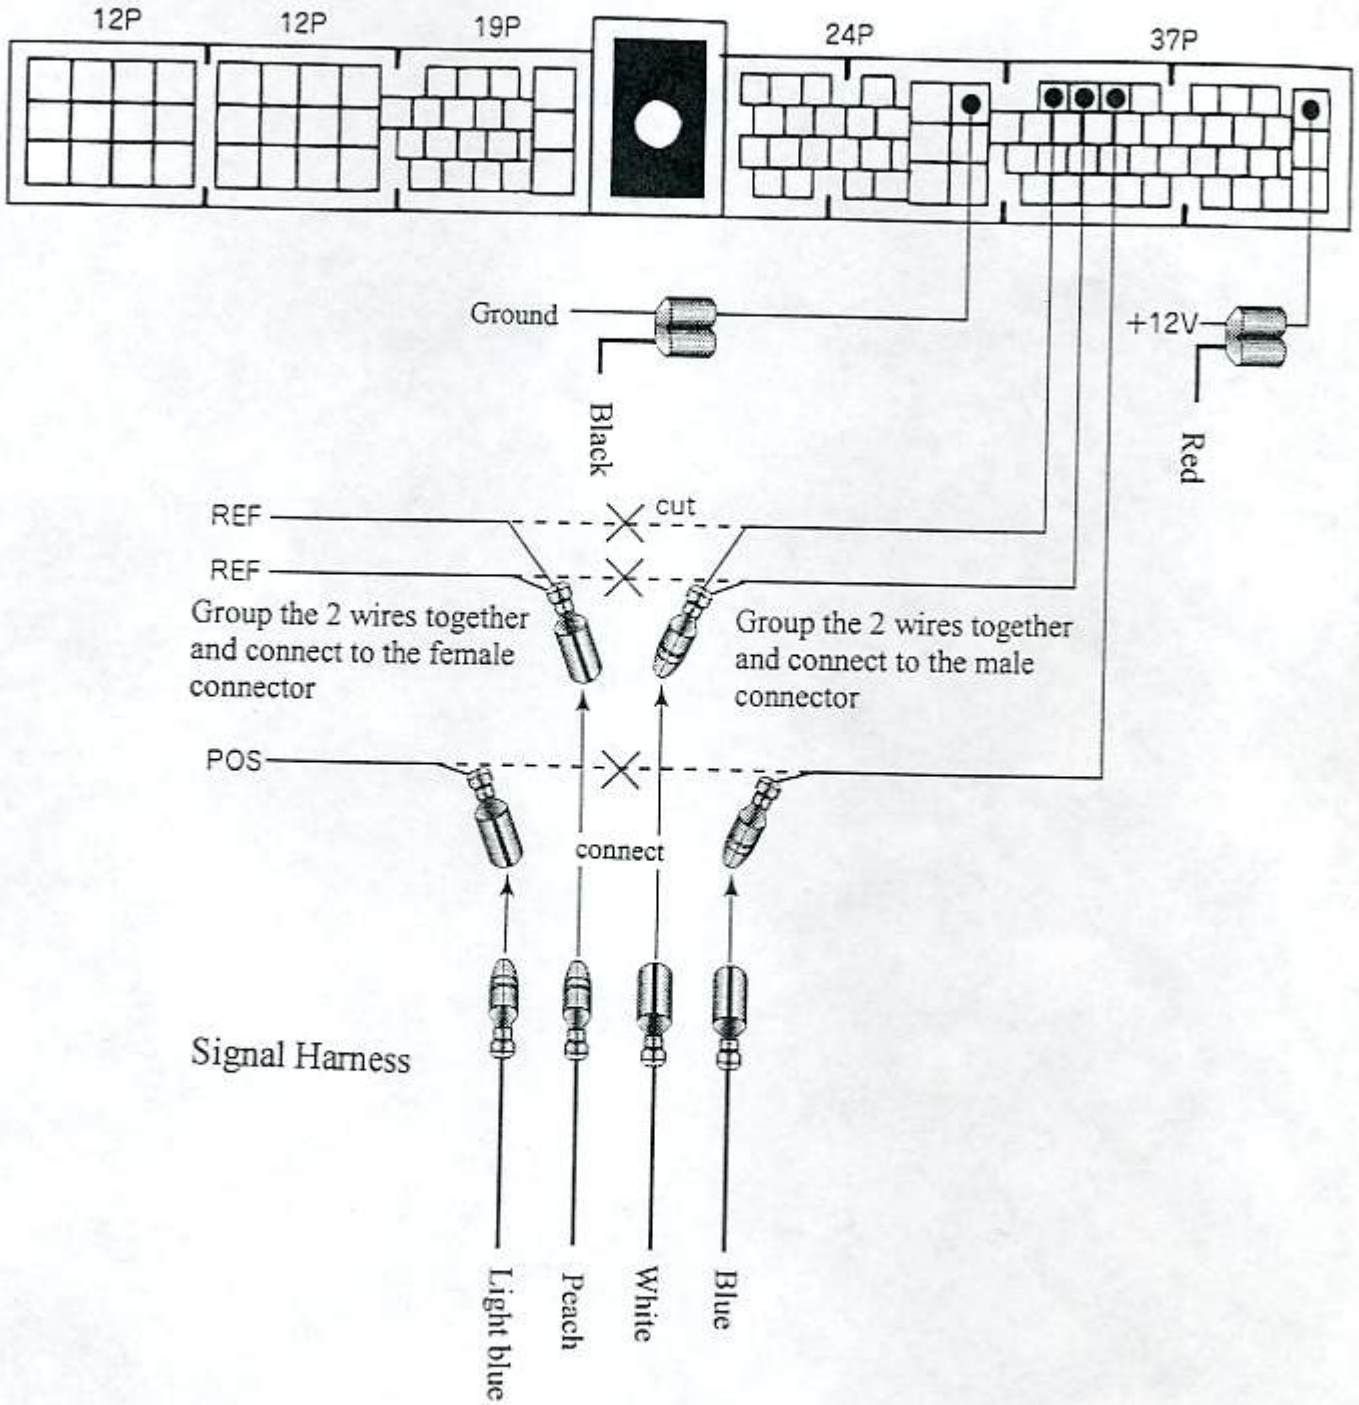 12P
12P
19P
24P
37P
Ground
+12V
Black
Red
REF
cut
REF
Group the 2 wires together
and connect to the female
connector
Group the 2 wires together
and connect to the male
connector
POS
connect
Signal Harness
Light blue
Peach
White
Blue